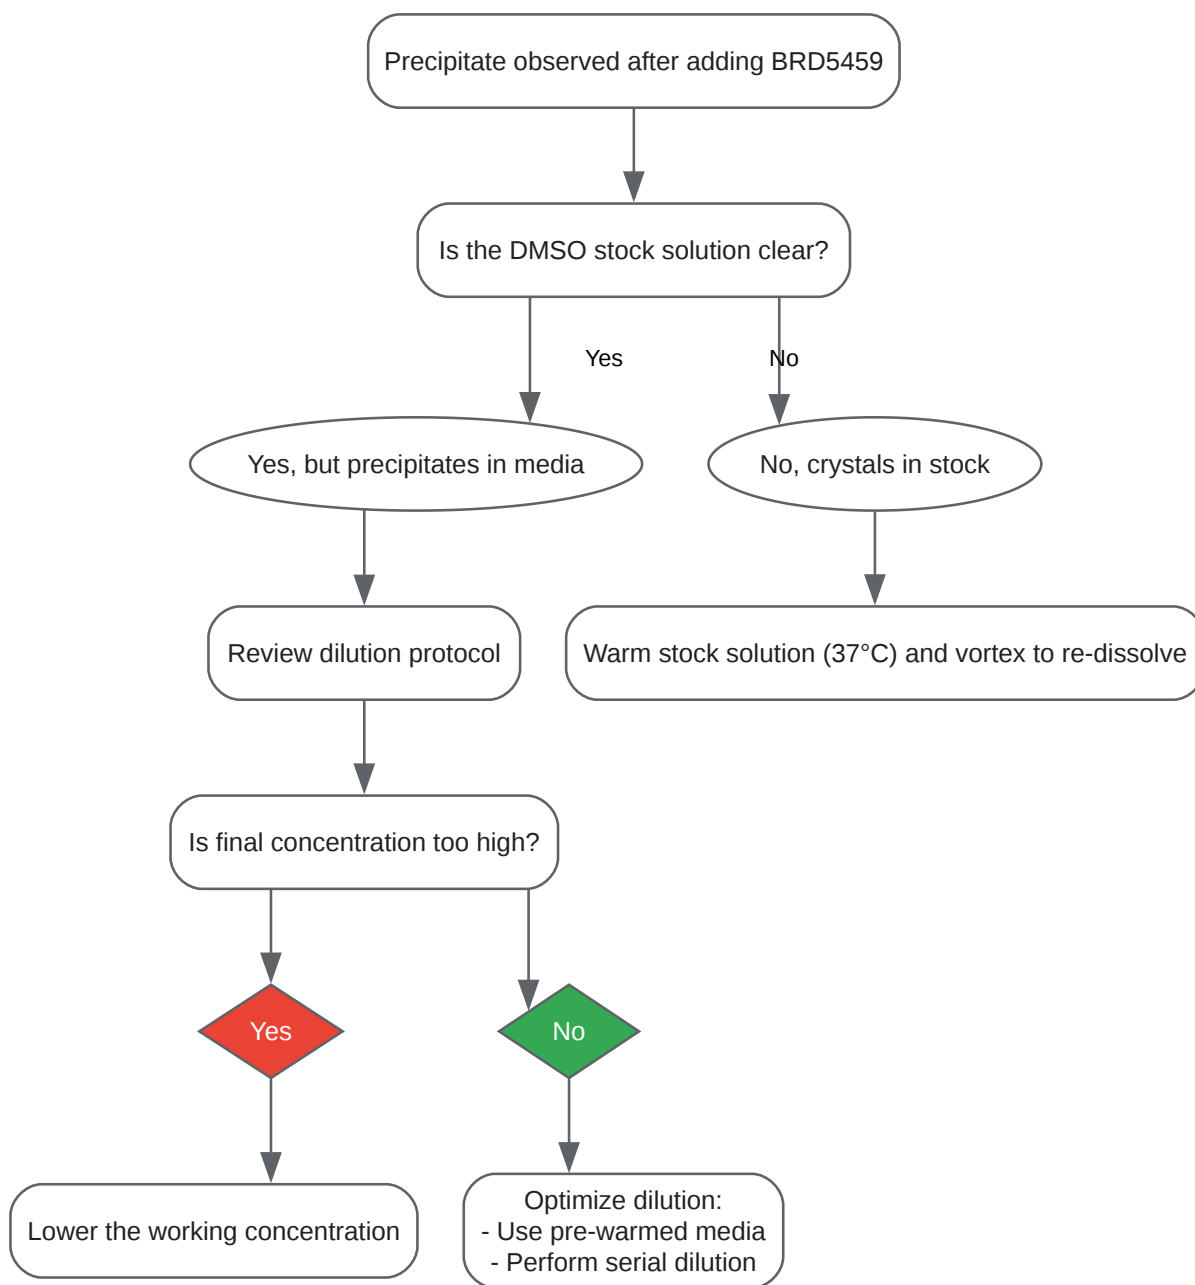 Precipitate observed after adding BRD5459
Is the DMSO stock solution clear?
Yes
No
Yes, but precipitates in media
No, crystals in stock
Review dilution protocol
Warm stock solution (37°C) and vortex to re-dissolve
Is final concentration too high?
Yes
No
Lower the working concentration
Optimize dilution:
- Use pre-warmed media
- Perform serial dilution